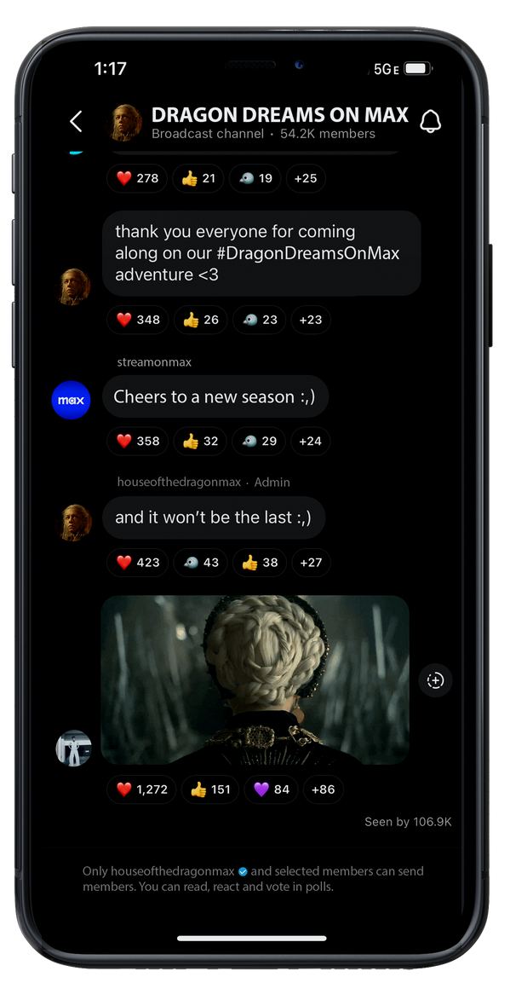 1:17
5GE
DRAGON DREAMS ON MAX
Broadcast channel · 54.2K members
❤️ 278 👍 21 🐦 19 +25
thank you everyone for coming
along on our #DragonDreamsOnMax
adventure <3
❤️ 348 👍 26 🐦 23 +23
streamonmax
max
Cheers to a new season :,)
❤️ 358 👍 32 🐦 29 +24
houseofthedragonmax · Admin
and it won’t be the last :,)
❤️ 423 🐦 43 👍 38 +27
❤️ 1,272 👍 151 💜 84 +86
Seen by 106.9K
Only houseofthedragonmax and selected members can send
members. You can read, react and vote in polls.